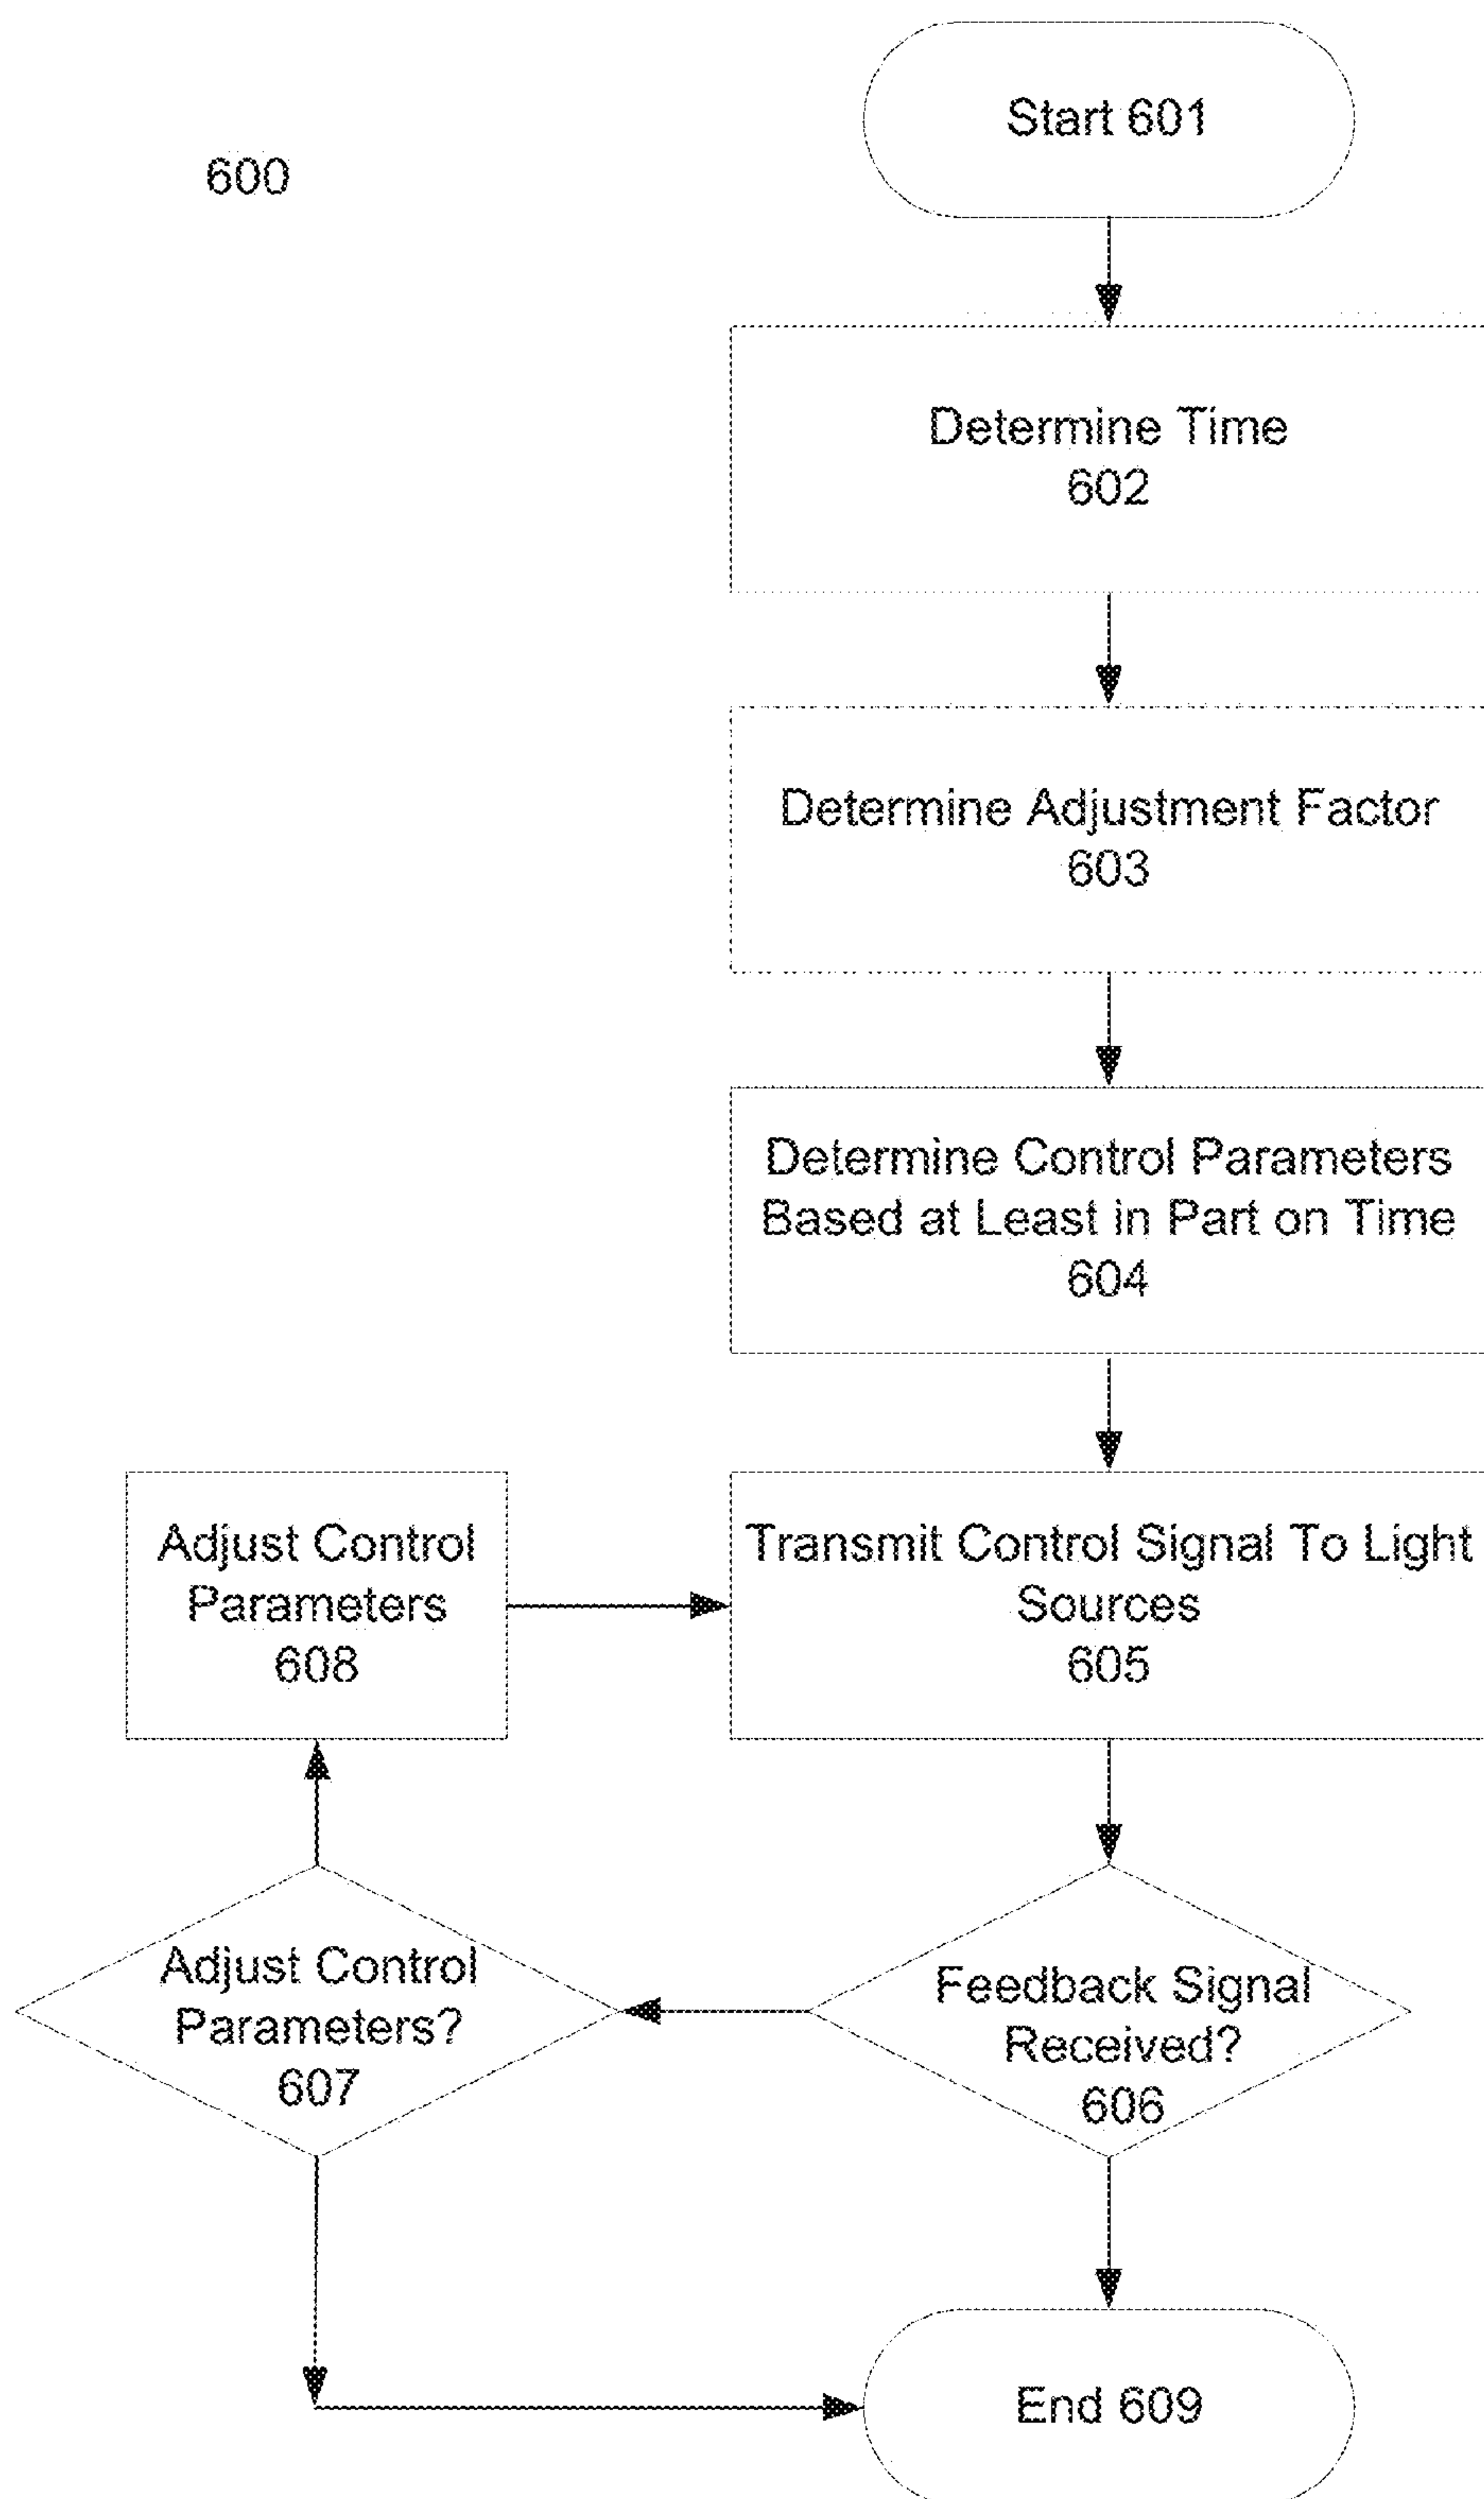 600
Start 601
Determine Time
602
Determine Adjustment Factor
603
Determine Control Parameters
Based at Least in Part on Time
604
Adjust Control
Parameters
608
Transmit Control Signal To Light
Sources
605
Adjust Control
Parameters?
607
Feedback Signal
Received?
606
End 609